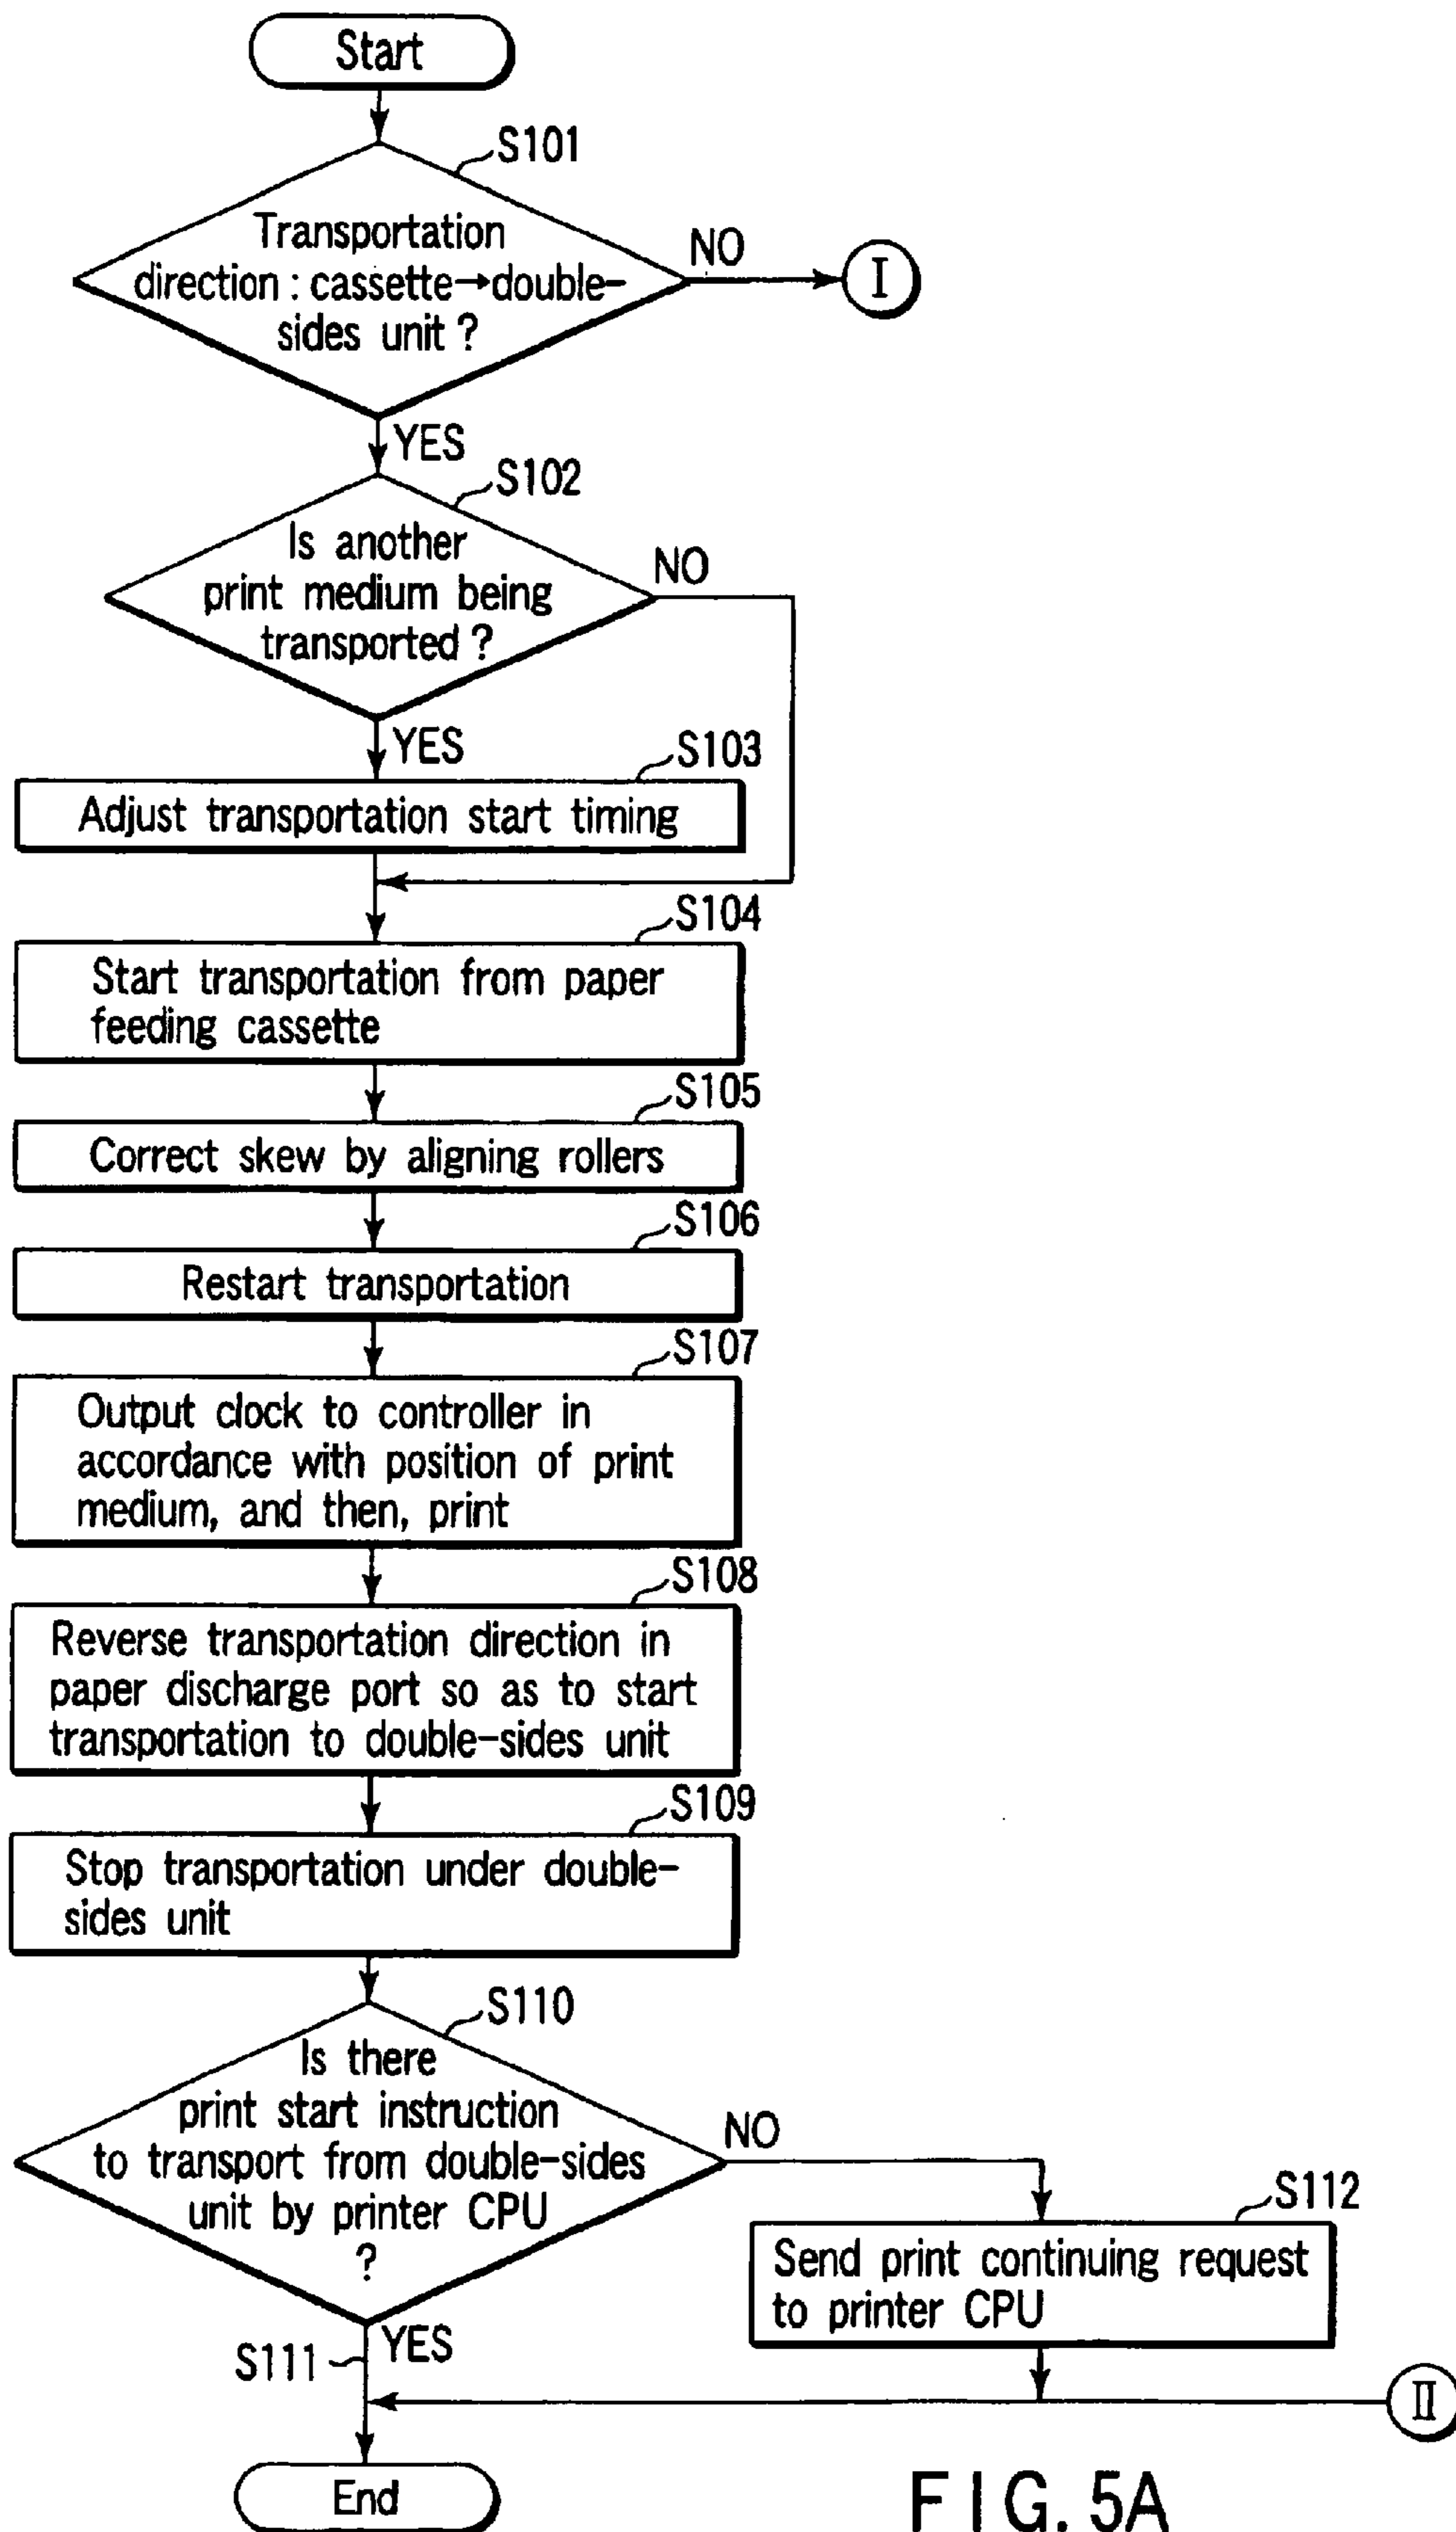 Start
S101
Transportation
direction : cassette→double-
sides unit ?
NO
I
YES
S102
Is another
print medium being
transported ?
NO
YES
S103
Adjust transportation start timing
S104
Start transportation from paper
feeding cassette
S105
Correct skew by aligning rollers
S106
Restart transportation
S107
Output clock to controller in
accordance with position of print
medium, and then, print
S108
Reverse transportation direction in
paper discharge port so as to start
transportation to double-sides unit
S109
Stop transportation under double-
sides unit
S110
Is there
print start instruction
to transport from double-sides
unit by printer CPU
?
NO
S112
Send print continuing request
to printer CPU
S111
YES
II
End
FIG. 5A